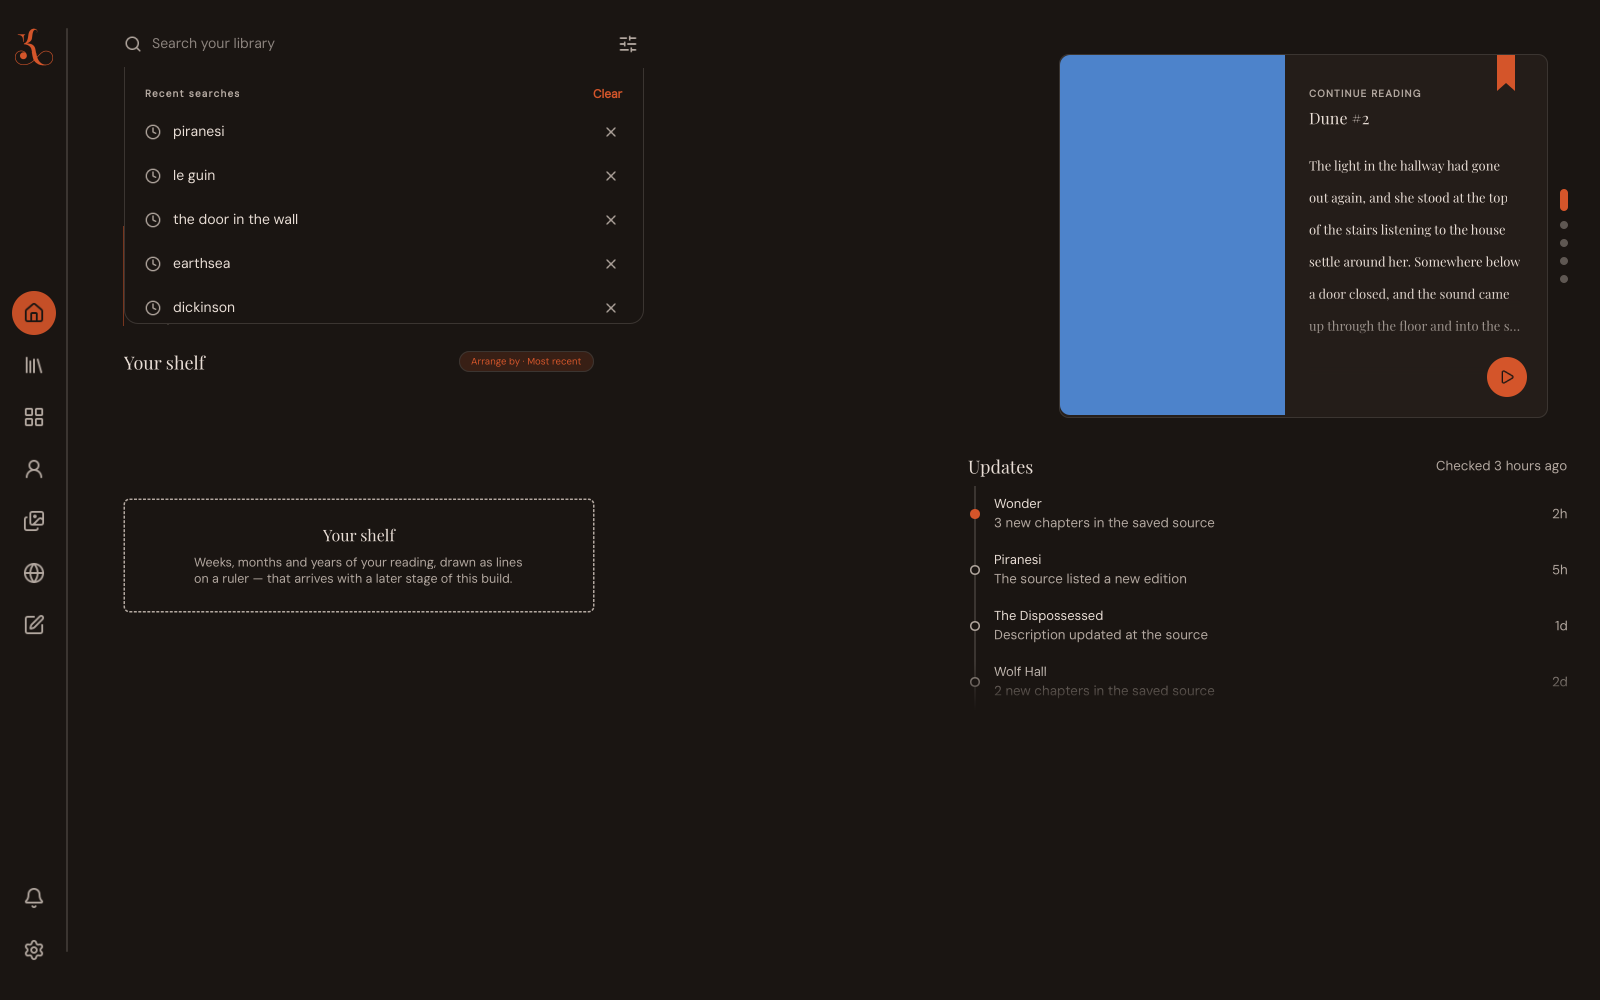 Search your library
Recent searches
Clear
piranesi
le guin
the door in the wall
earthsea
dickinson
Your shelf
Arrange by · Most recent
Your shelf
Weeks, months and years of your reading, drawn as lines
on a ruler — that arrives with a later stage of this build.
CONTINUE READING
Dune #2
The light in the hallway had gone
out again, and she stood at the top
of the stairs listening to the house
settle around her. Somewhere below
a door closed, and the sound came
up through the floor and into the s...
Updates
Checked 3 hours ago
Wonder
3 new chapters in the saved source
2h
Piranesi
The source listed a new edition
5h
The Dispossessed
Description updated at the source
1d
Wolf Hall
2 new chapters in the saved source
2d